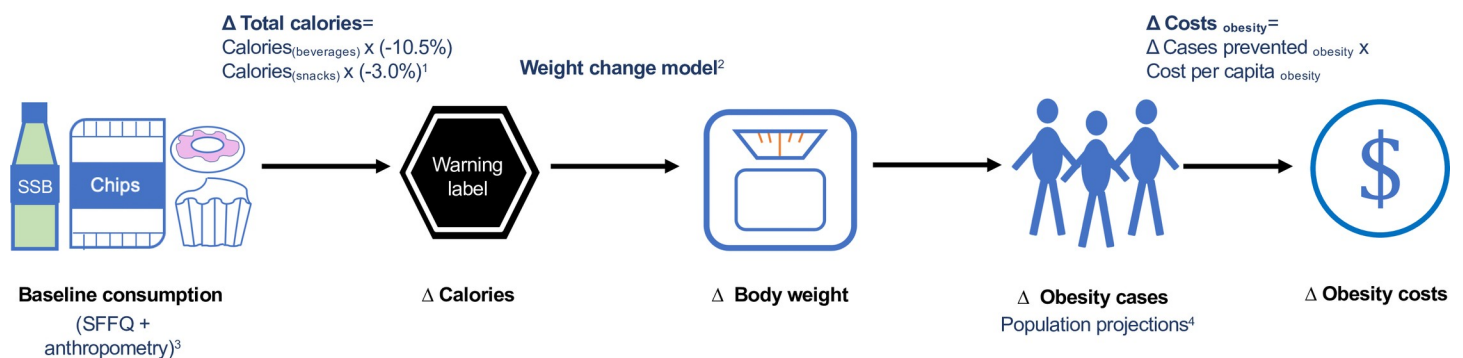 Δ Total calories=
Calories(beverages) x (-10.5%)
Calories(snacks) x (-3.0%)1
Weight change model2
Δ Costs obesity=
Δ Cases prevented obesity x
Cost per capita obesity
SSB
Chips
Warning
label
$
Baseline consumption
(SFFQ +
anthropometry)3
Δ Calories
Δ Body weight
Δ Obesity cases
Population projections4
Δ Obesity costs